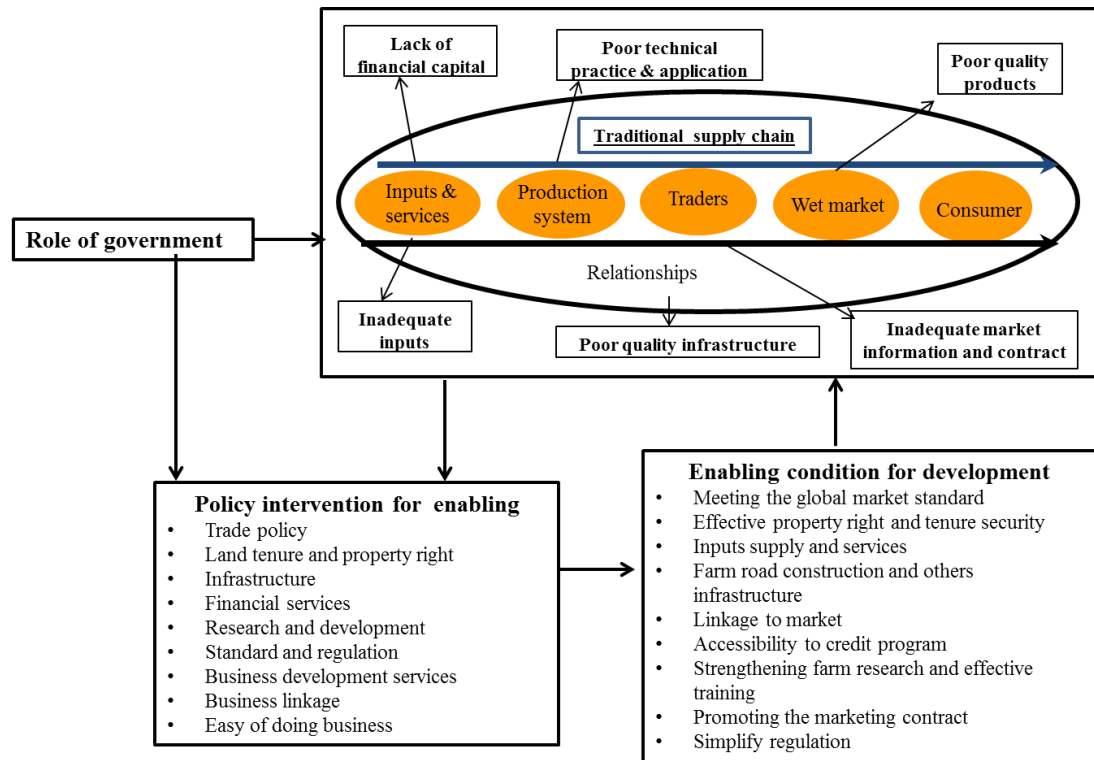 Lack of
financial capital
Poor technical
practice & application
Poor quality
products
Traditional supply chain
Inputs &
services
Production
system
Traders
Wet market
Consumer
Role of government
Relationships
Inadequate
inputs
Poor quality infrastructure
Inadequate market
information and contract
Policy intervention for enabling
• Trade policy
• Land tenure and property right
• Infrastructure
• Financial services
• Research and development
• Standard and regulation
• Business development services
• Business linkage
• Easy of doing business
Enabling condition for development
• Meeting the global market standard
• Effective property right and tenure security
• Inputs supply and services
• Farm road construction and others
infrastructure
• Linkage to market
• Accessibility to credit program
• Strengthening farm research and effective
training
• Promoting the marketing contract
• Simplify regulation